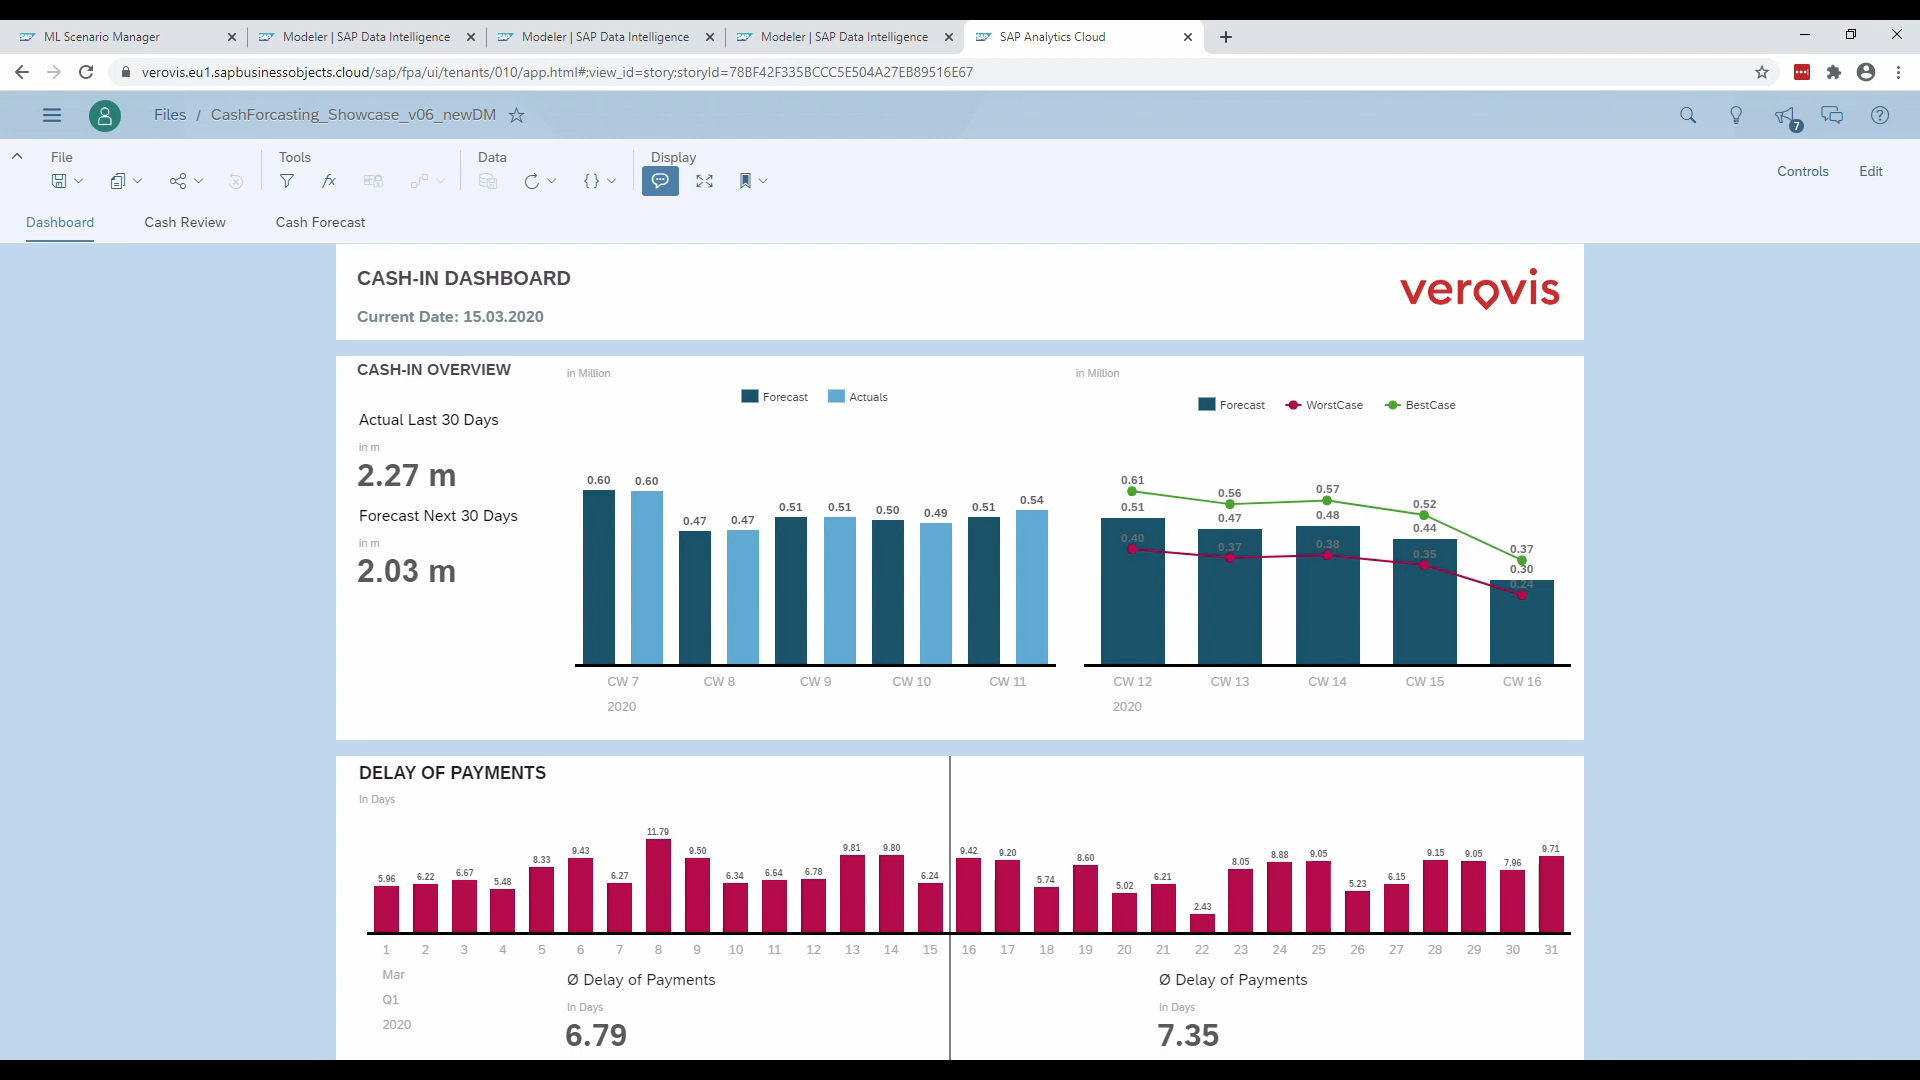 ML Scenario Manager
Modeler | SAP Data Intelligence
Modeler | SAP Data Intelligence
Modeler | SAP Data Intelligence
SAP Analytics Cloud
verovis.eu1.sapbusinessobjects.cloud/sap/fpa/ui/tenants/010/app.html#;view_id=story;storyId=78BF42F335BCCC5E504A27EB89516E67
Files / CashForcasting_Showcase_v06_newDM
7
File Tools Data Display
fx
Controls Edit
Dashboard Cash Review Cash Forecast
CASH-IN DASHBOARD
Current Date: 15.03.2020
verovis
CASH-IN OVERVIEW
Actual Last 30 Days
in m
2.27 m
Forecast Next 30 Days
in m
2.03 m
in Million
Forecast Actuals
0.60 0.60 0.47 0.47 0.51 0.51 0.50 0.49 0.51 0.54
CW 7 CW 8 CW 9 CW 10 CW 11
2020
in Million
Forecast WorstCase BestCase
0.61 0.56 0.57 0.52 0.37
0.51 0.47 0.48 0.44 0.30
0.40 0.37 0.38 0.35 0.24
CW 12 CW 13 CW 14 CW 15 CW 16
2020
DELAY OF PAYMENTS
In Days
5.96 6.22 6.67 5.48 8.33 9.43 6.27 11.79 9.50 6.34 6.64 6.78 9.81 9.80 6.24 9.42 9.20 5.74 8.60 5.02 6.21 2.43 8.05 8.88 9.05 5.23 6.15 9.15 9.05 7.96 9.71
1 2 3 4 5 6 7 8 9 10 11 12 13 14 15 16 17 18 19 20 21 22 23 24 25 26 27 28 29 30 31
Mar
Q1
2020
Ø Delay of Payments
In Days
6.79
Ø Delay of Payments
In Days
7.35